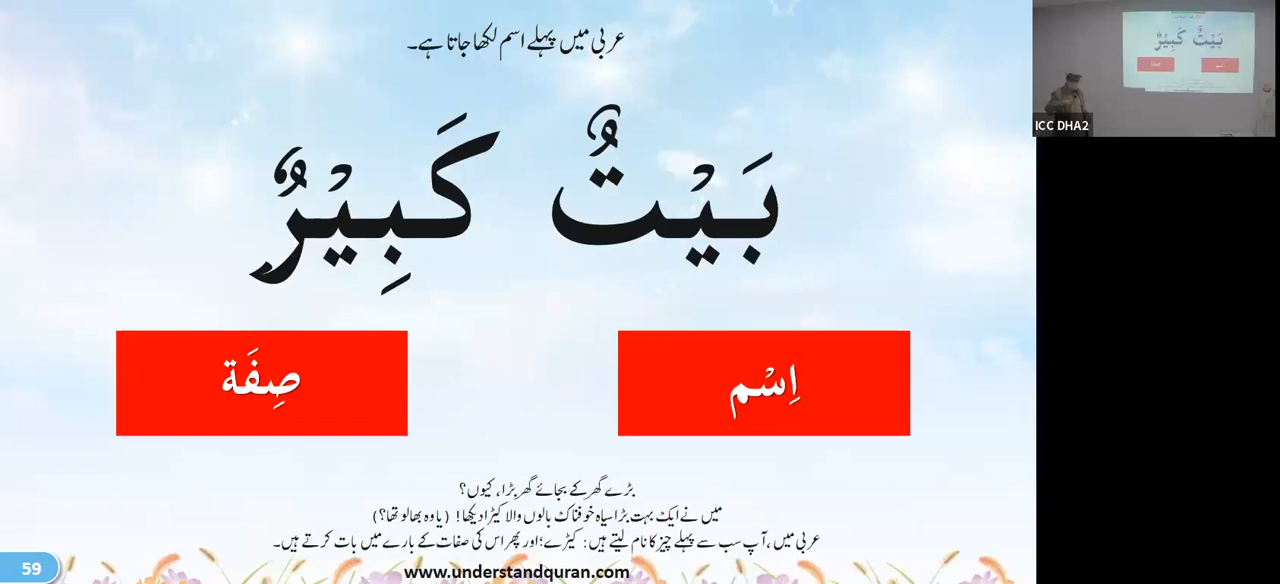 عربی میں پہلے اسم لکھا جاتا ہے۔
بَيْتٌ كَبِيْرٌ
اِسْم
صِفَة
بڑے گھر کے بجائے گھر بڑا، کیوں؟
میں نے ایک بہت بڑا سیاہ خوفناک بالوں والا کیڑا دیکھا! (یا وہ بھالو تھا؟)
عربی میں، آپ سب سے پہلے چیز کا نام لیتے ہیں: کیڑے؛ اور پھر اس کی صفات کے بارے میں بات کرتے ہیں۔
59
www.understandquran.com
ICC DHA2
بَيْتٌ كَبِيْرٌ